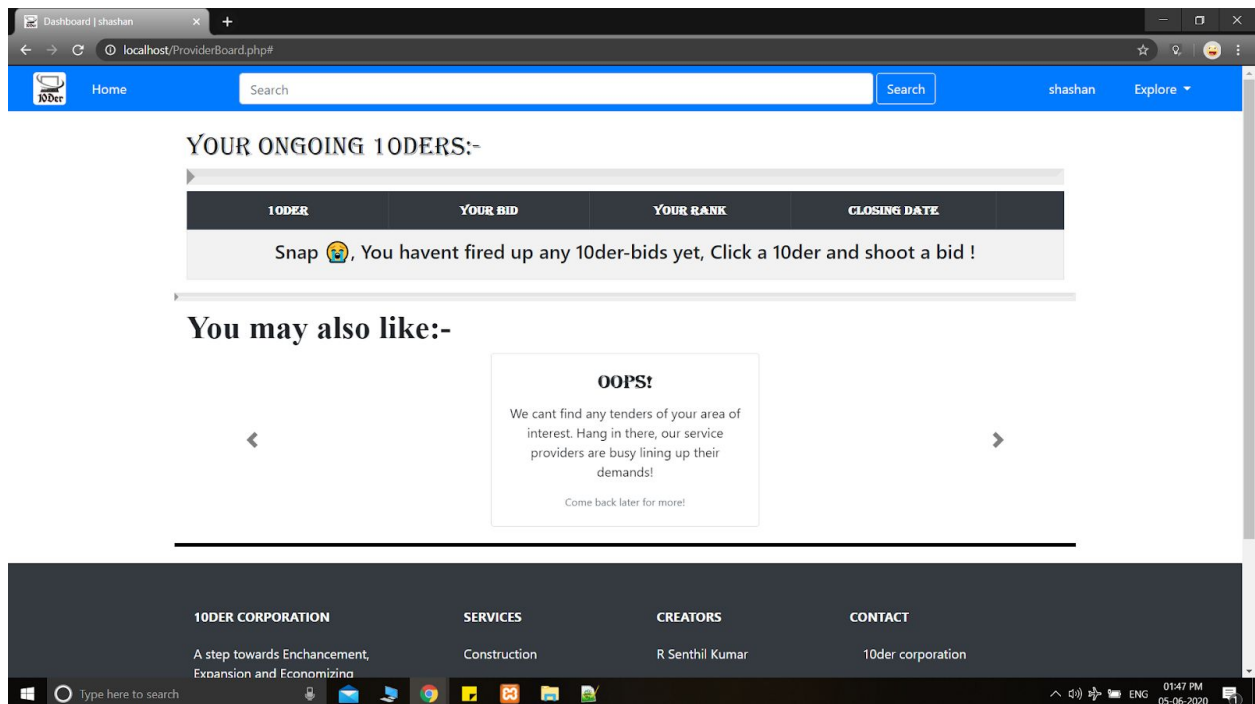 Dashboard | shashan
localhost/ProviderBoard.php#
10Der
Home
Search
Search
shashan
Explore
YOUR ONGOING 10DERS:-
10DER YOUR BID YOUR RANK CLOSING DATE
Snap 😭, You havent fired up any 10der-bids yet, Click a 10der and shoot a bid !
You may also like:-
OOPS!
We cant find any tenders of your area of
interest. Hang in there, our service
providers are busy lining up their
demands!
Come back later for more!
10DER CORPORATION
A step towards Enchancement,
Expansion and Economizing
SERVICES
Construction
CREATORS
R Senthil Kumar
CONTACT
10der corporation
Type here to search
ENG
01:47 PM
05-06-2020